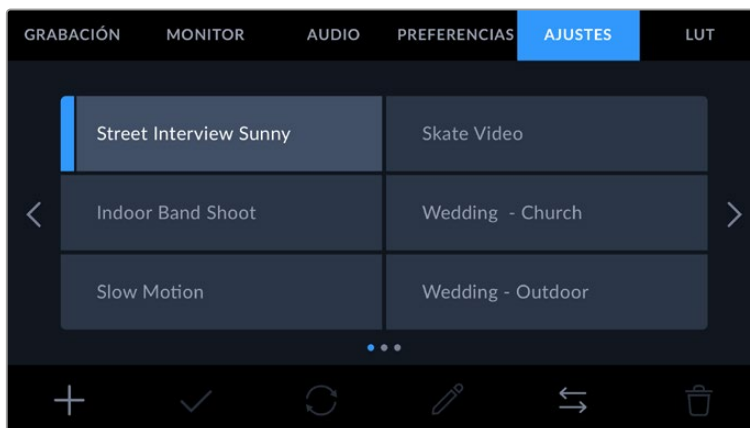 GRABACIÓN MONITOR AUDIO PREFERENCIAS AJUSTES LUT
Street Interview Sunny Skate Video
Indoor Band Shoot Wedding - Church
Slow Motion Wedding - Outdoor